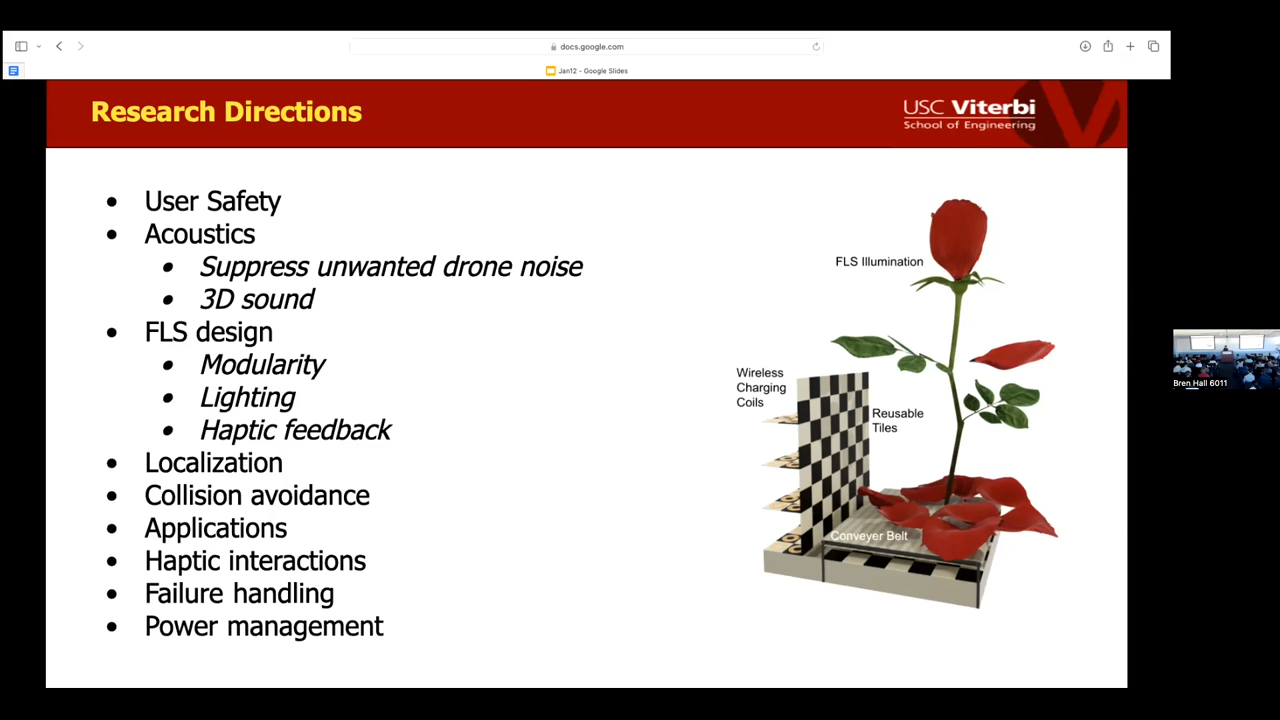 docs.google.com
Jan12 - Google Slides
Research Directions
USC Viterbi
School of Engineering
• User Safety
• Acoustics
• Suppress unwanted drone noise
• 3D sound
• FLS design
• Modularity
• Lighting
• Haptic feedback
• Localization
• Collision avoidance
• Applications
• Haptic interactions
• Failure handling
• Power management
FLS Illumination
Wireless
Charging
Coils
Reusable
Tiles
Conveyer Belt
Bren Hall 6011